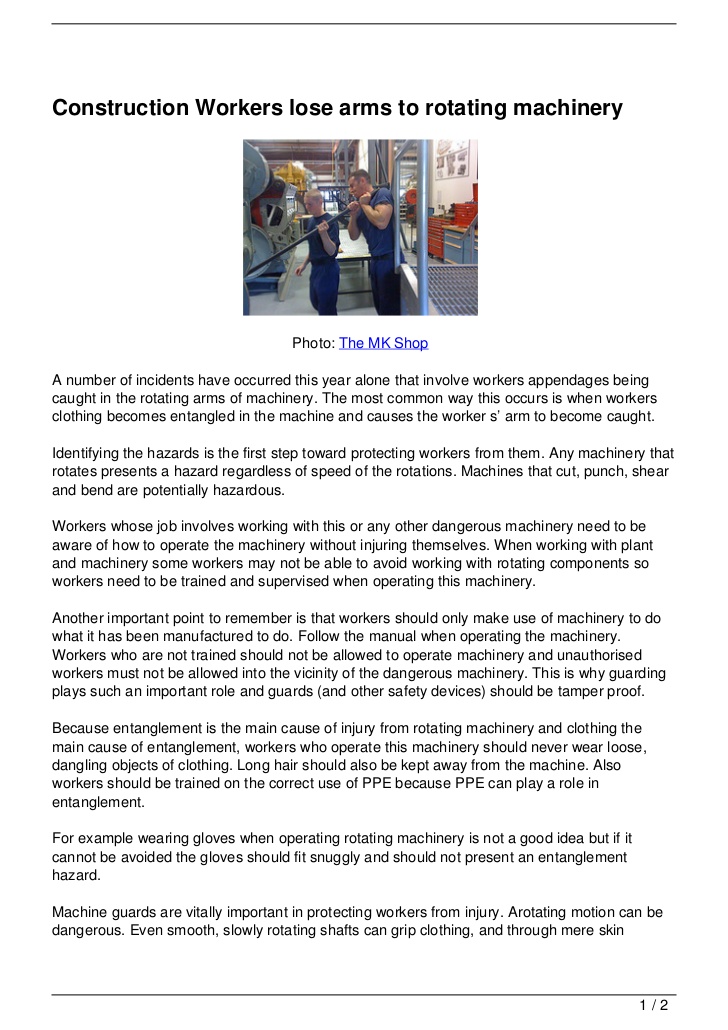 Construction Workers lose arms to rotating machinery
Photo: The MK Shop
A number of incidents have occurred this year alone that involve workers appendages being
caught in the rotating arms of machinery. The most common way this occurs is when workers
clothing becomes entangled in the machine and causes the worker s’ arm to become caught.
Identifying the hazards is the first step toward protecting workers from them. Any machinery that
rotates presents a hazard regardless of speed of the rotations. Machines that cut, punch, shear
and bend are potentially hazardous.
Workers whose job involves working with this or any other dangerous machinery need to be
aware of how to operate the machinery without injuring themselves. When working with plant
and machinery some workers may not be able to avoid working with rotating components so
workers need to be trained and supervised when operating this machinery.
Another important point to remember is that workers should only make use of machinery to do
what it has been manufactured to do. Follow the manual when operating the machinery.
Workers who are not trained should not be allowed to operate machinery and unauthorised
workers must not be allowed into the vicinity of the dangerous machinery. This is why guarding
plays such an important role and guards (and other safety devices) should be tamper proof.
Because entanglement is the main cause of injury from rotating machinery and clothing the
main cause of entanglement, workers who operate this machinery should never wear loose,
dangling objects of clothing. Long hair should also be kept away from the machine. Also
workers should be trained on the correct use of PPE because PPE can play a role in
entanglement.
For example wearing gloves when operating rotating machinery is not a good idea but if it
cannot be avoided the gloves should fit snuggly and should not present an entanglement
hazard.
Machine guards are vitally important in protecting workers from injury. Arotating motion can be
dangerous. Even smooth, slowly rotating shafts can grip clothing, and through mere skin
1 / 2